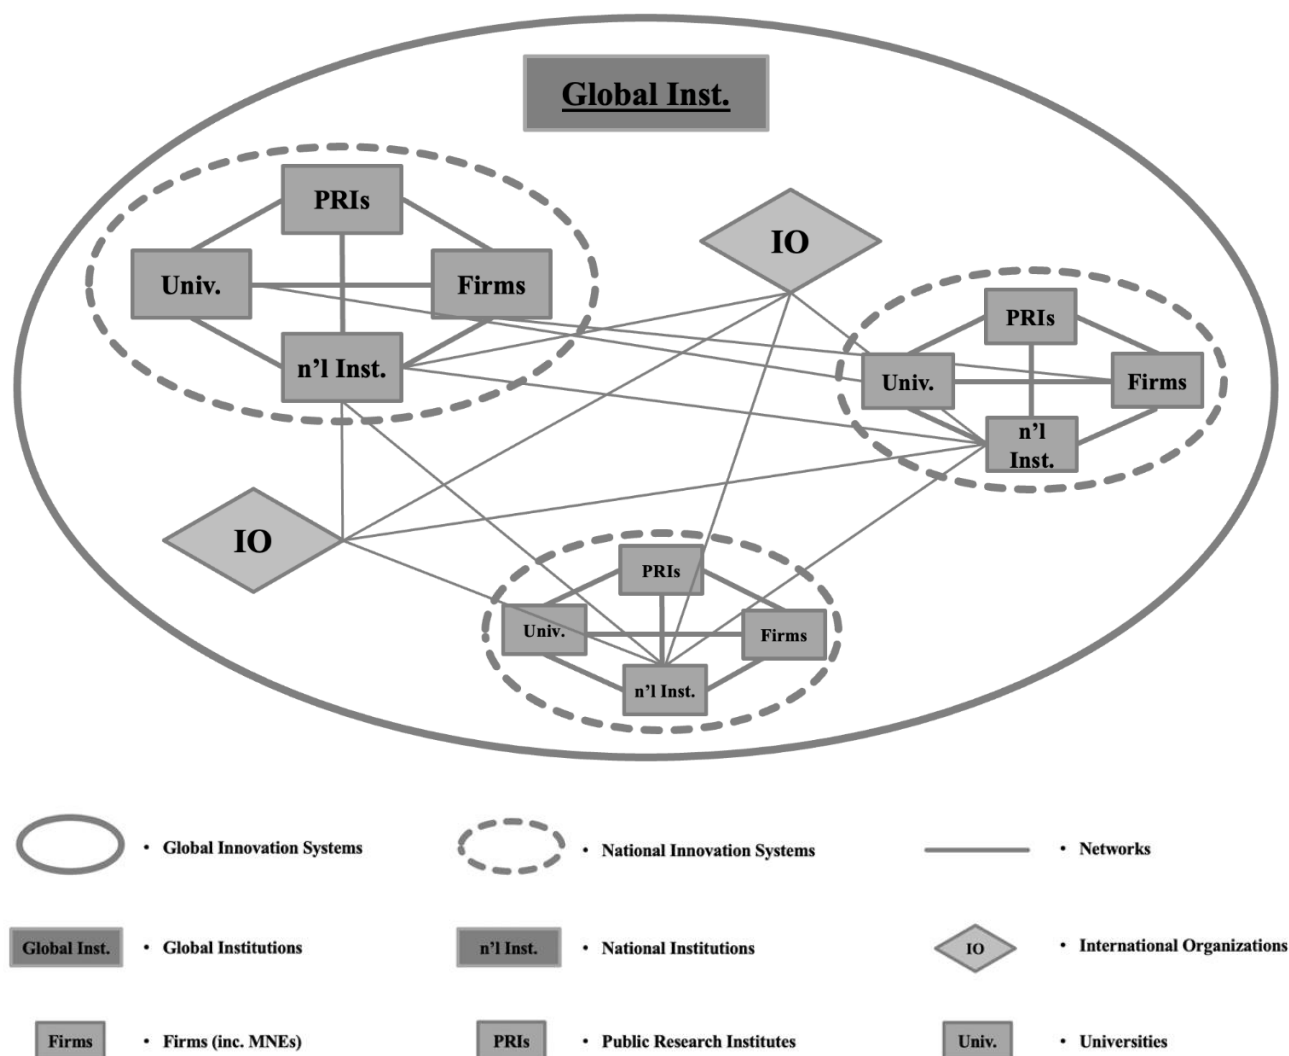 Global Inst.
PRIs
Univ.
Firms
n'l Inst.
IO
PRIs
Univ.
Firms
n'l
Inst.
IO
PRIs
Univ.
Firms
n'l Inst.
• Global Innovation Systems
• National Innovation Systems
• Networks
Global Inst. • Global Institutions
n'l Inst. • National Institutions
IO • International Organizations
Firms • Firms (inc. MNEs)
PRIs • Public Research Institutes
Univ. • Universities